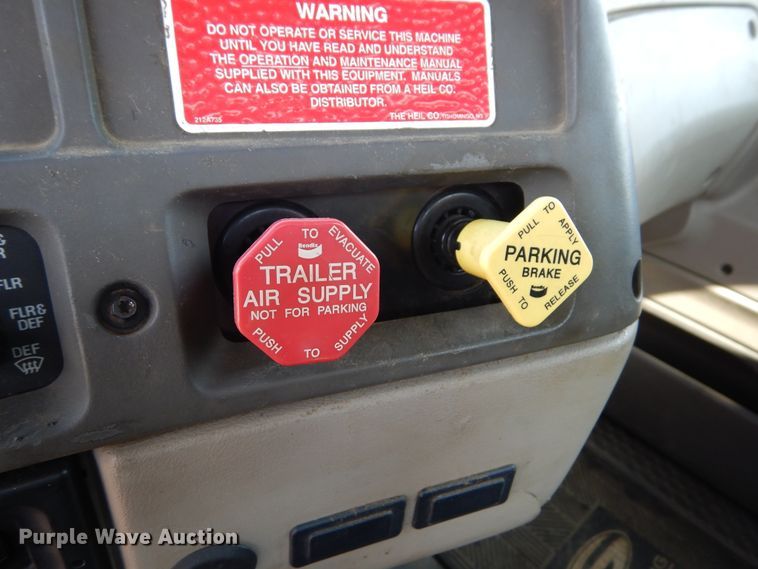 WARNING
DO NOT OPERATE OR SERVICE THIS MACHINE
UNTIL YOU HAVE READ AND UNDERSTAND
THE OPERATION AND MAINTENANCE MANUAL
SUPPLIED WITH THIS EQUIPMENT. MANUALS
CAN ALSO BE OBTAINED FROM A HEIL CO.
DISTRIBUTOR.
212-A735
THE HEIL CO.
PULL TO EVACUATE
Bendix
TRAILER
AIR SUPPLY
NOT FOR PARKING
PUSH TO SUPPLY
PULL TO APPLY
PARKING
BRAKE
PUSH TO RELEASE
FLR
FLR&
DEF
DEF
Purple Wave Auction